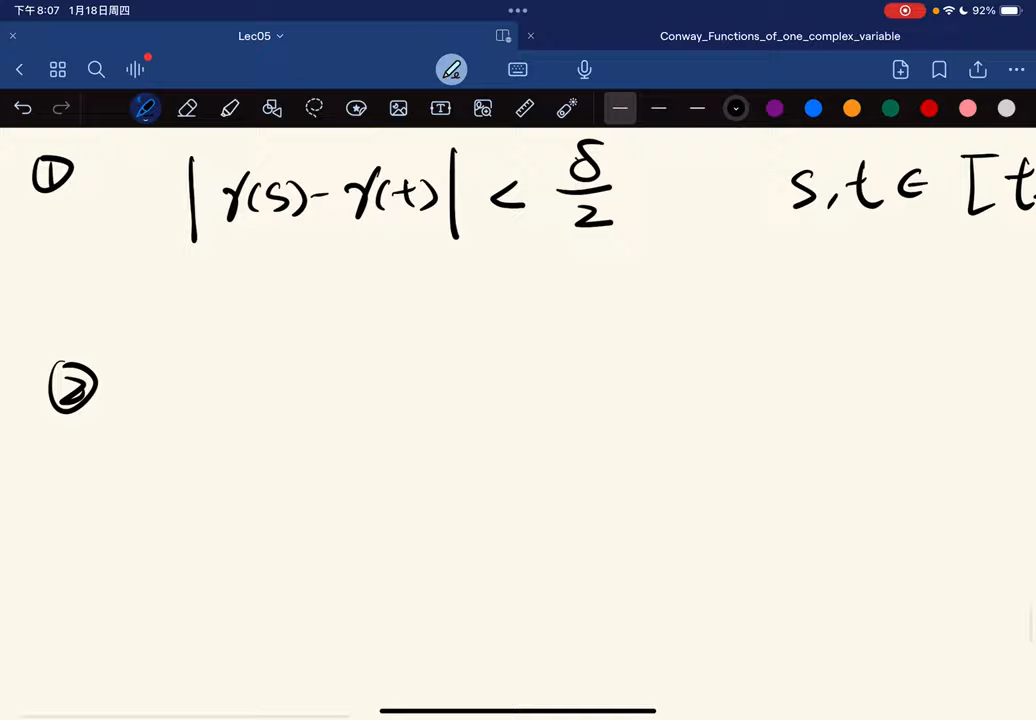 下午8:07 1月18日周四 92%
Lec05 Conway_Functions_of_one_complex_variable
① |γ(s)-γ(t)| < δ/2 s,t ∈ [t
②